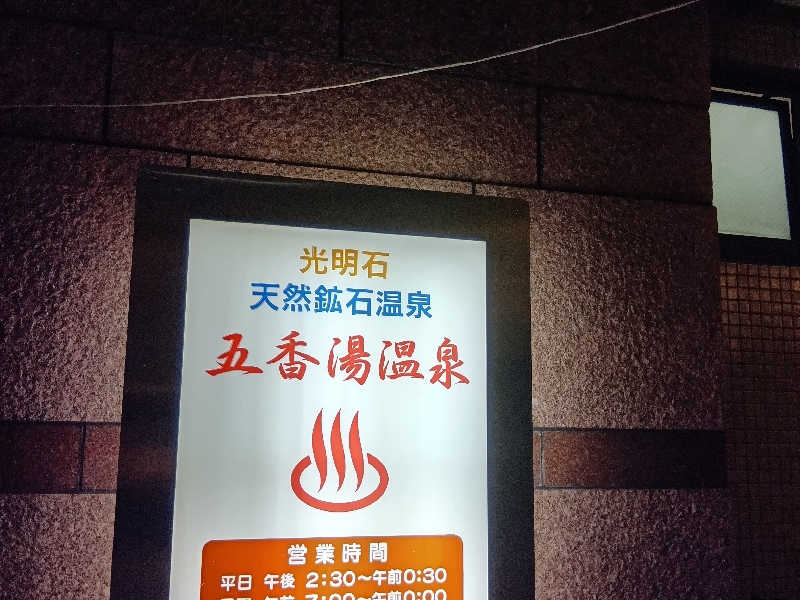 光明石
天然鉱石温泉
五香湯温泉
営業時間
平日 午後 2:30〜午前0:30